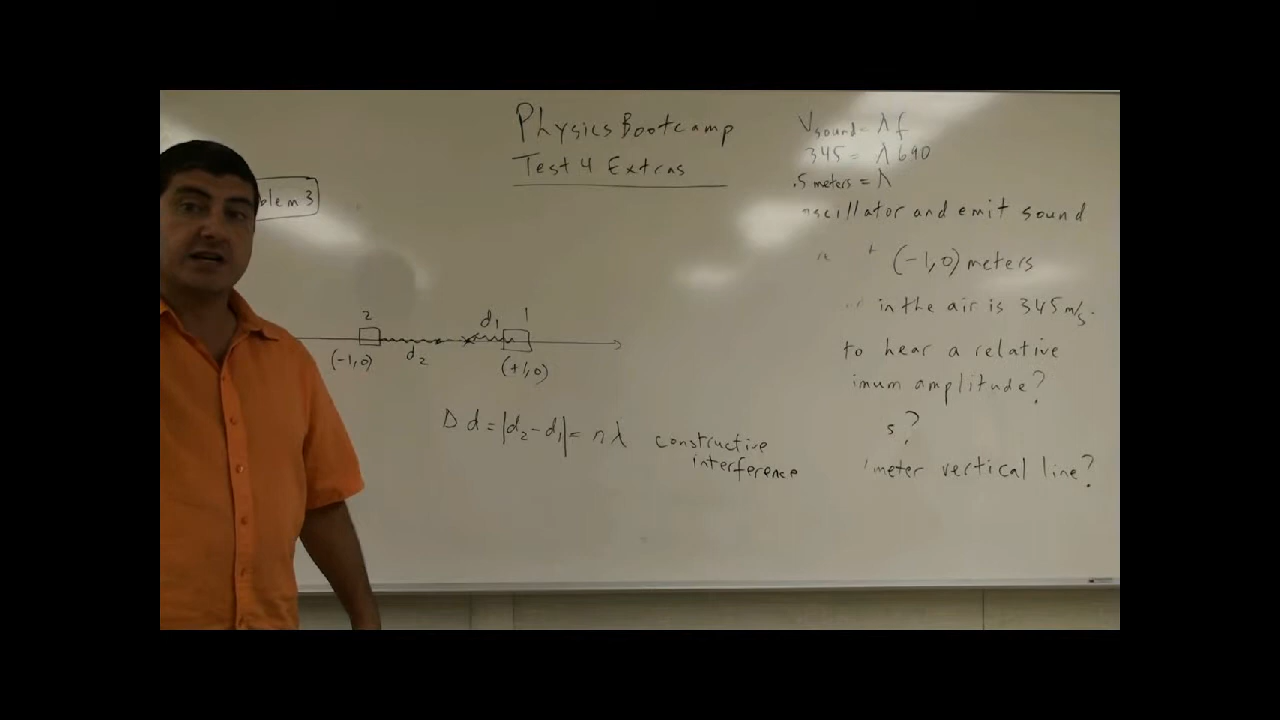 Physics Bootcamp
Test 4 Extras
blem 3
Vsound = λf
345 = λ 690
.5 meters = λ
oscillator and emit sound
(-1,0) meters
in the air is 345 m/s.
to hear a relative
imum amplitude?
s?
meter vertical line?
2
d1
1
d2
(-1,0)
(+1,0)
Δd = |d2 - d1| = nλ constructive
interference